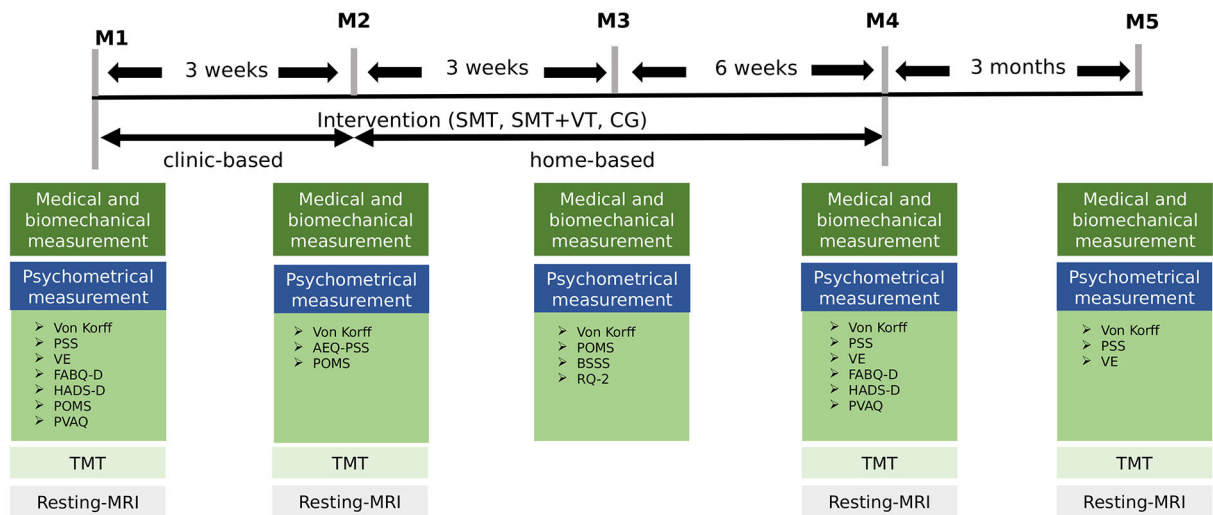 M1
M2
M3
M4
M5
3 weeks
3 weeks
6 weeks
3 months
Intervention (SMT, SMT+VT, CG)
clinic-based
home-based
Medical and
biomechanical
measurement
Psychometrical
measurement
➢ Von Korff
➢ PSS
➢ VE
➢ FABQ-D
➢ HADS-D
➢ POMS
➢ PVAQ
TMT
Resting-MRI
Medical and
biomechanical
measurement
Psychometrical
measurement
➢ Von Korff
➢ AEQ-PSS
➢ POMS
TMT
Resting-MRI
Medical and
biomechanical
measurement
Psychometrical
measurement
➢ Von Korff
➢ POMS
➢ BSSS
➢ RQ-2
Medical and
biomechanical
measurement
Psychometrical
measurement
➢ Von Korff
➢ PSS
➢ VE
➢ FABQ-D
➢ HADS-D
➢ PVAQ
TMT
Resting-MRI
Medical and
biomechanical
measurement
Psychometrical
measurement
➢ Von Korff
➢ PSS
➢ VE
TMT
Resting-MRI